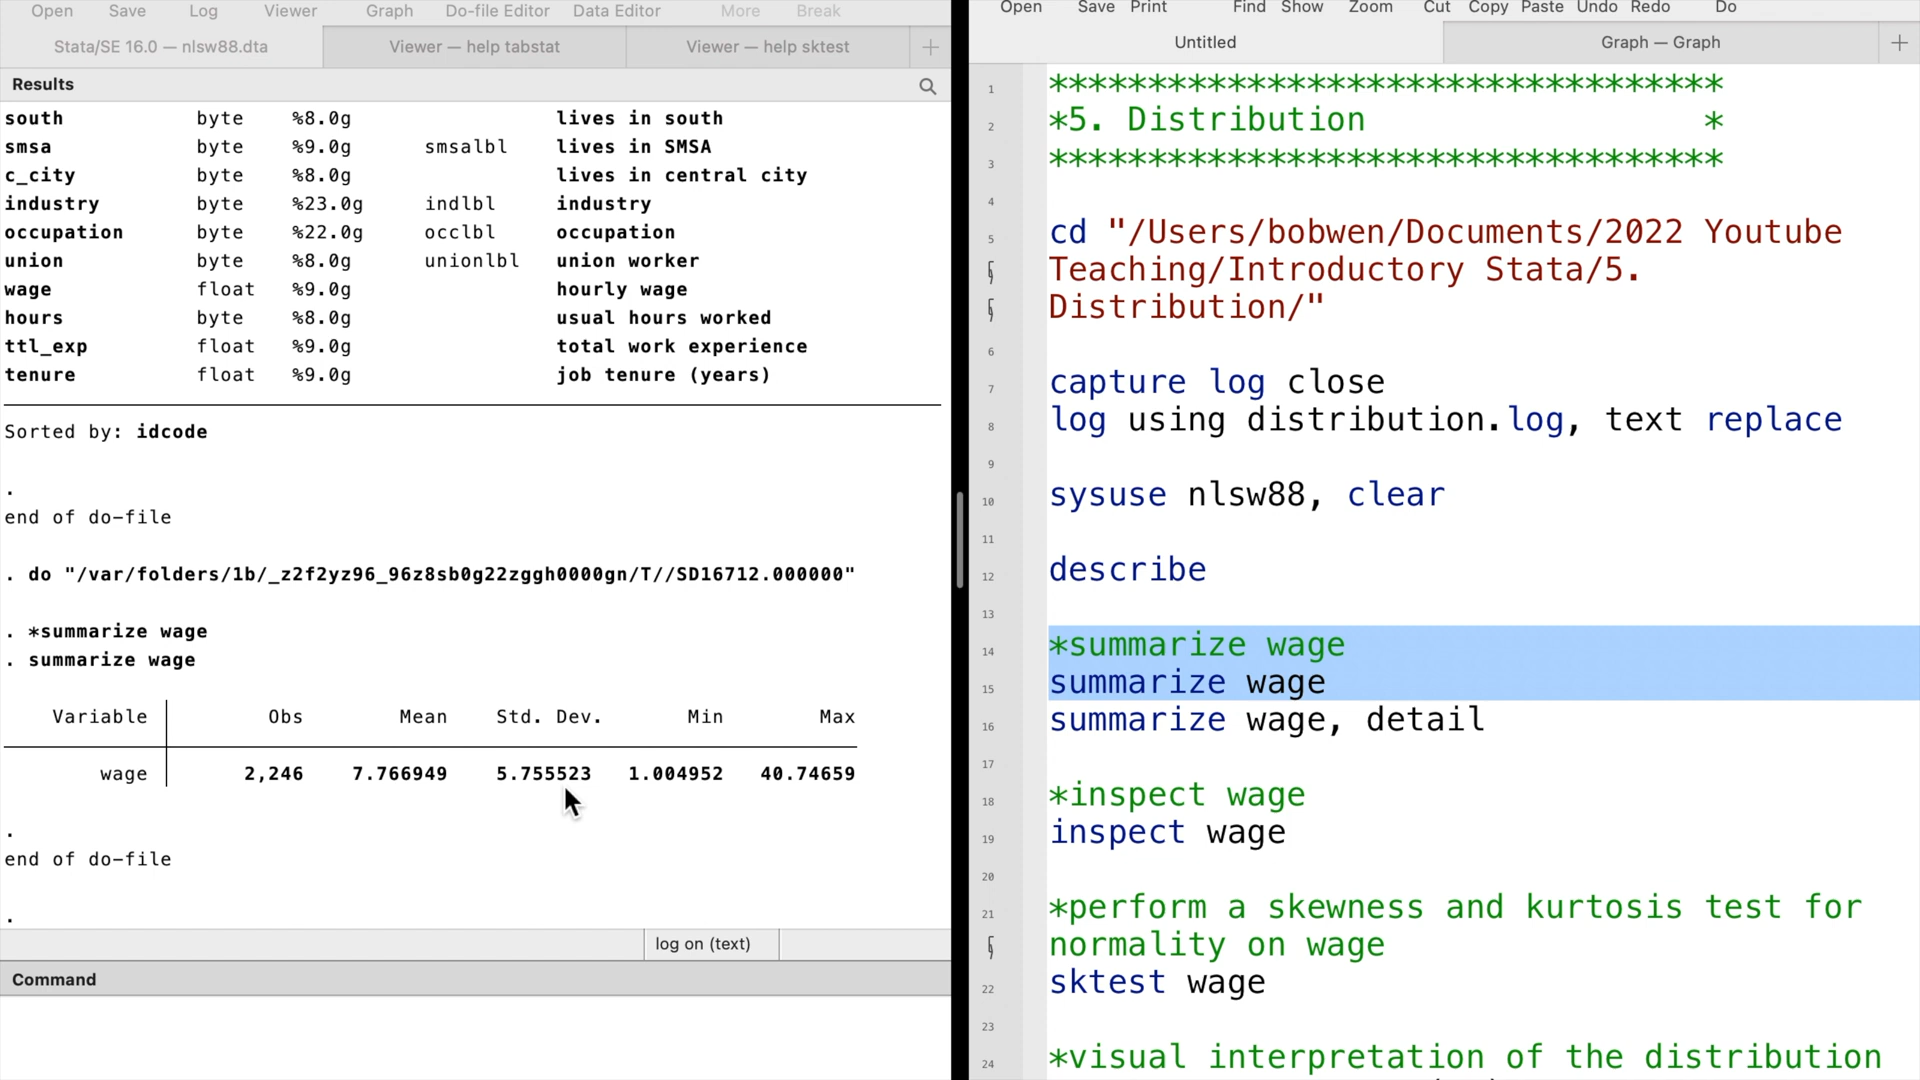 Open Save Log Viewer Graph Do-file Editor Data Editor More Break
Stata/SE 16.0 — nlsw88.dta Viewer — help tabstat Viewer — help sktest
Results
south byte %8.0g lives in south
smsa byte %9.0g smsalbl lives in SMSA
c_city byte %8.0g lives in central city
industry byte %23.0g indlbl industry
occupation byte %22.0g occlbl occupation
union byte %8.0g unionlbl union worker
wage float %9.0g hourly wage
hours byte %8.0g usual hours worked
ttl_exp float %9.0g total work experience
tenure float %9.0g job tenure (years)
Sorted by: idcode
.
end of do-file
. do "/var/folders/1b/_z2f2yz96_96z8sb0g22zggh0000gn/T//SD16712.000000"
. *summarize wage
. summarize wage
Variable Obs Mean Std. Dev. Min Max
wage 2,246 7.766949 5.755523 1.004952 40.74659
.
end of do-file
.
log on (text)
Command
Open Save Print Find Show Zoom Cut Copy Paste Undo Redo Do
Untitled Graph — Graph
1 **********************************
2 *5. Distribution *
3 **********************************
4
5 cd "/Users/bobwen/Documents/2022 Youtube
Teaching/Introductory Stata/5.
Distribution/"
6
7 capture log close
8 log using distribution.log, text replace
9
10 sysuse nlsw88, clear
11
12 describe
13
14 *summarize wage
15 summarize wage
16 summarize wage, detail
17
18 *inspect wage
19 inspect wage
20
21 *perform a skewness and kurtosis test for
normality on wage
22 sktest wage
23
24 *visual interpretation of the distribution